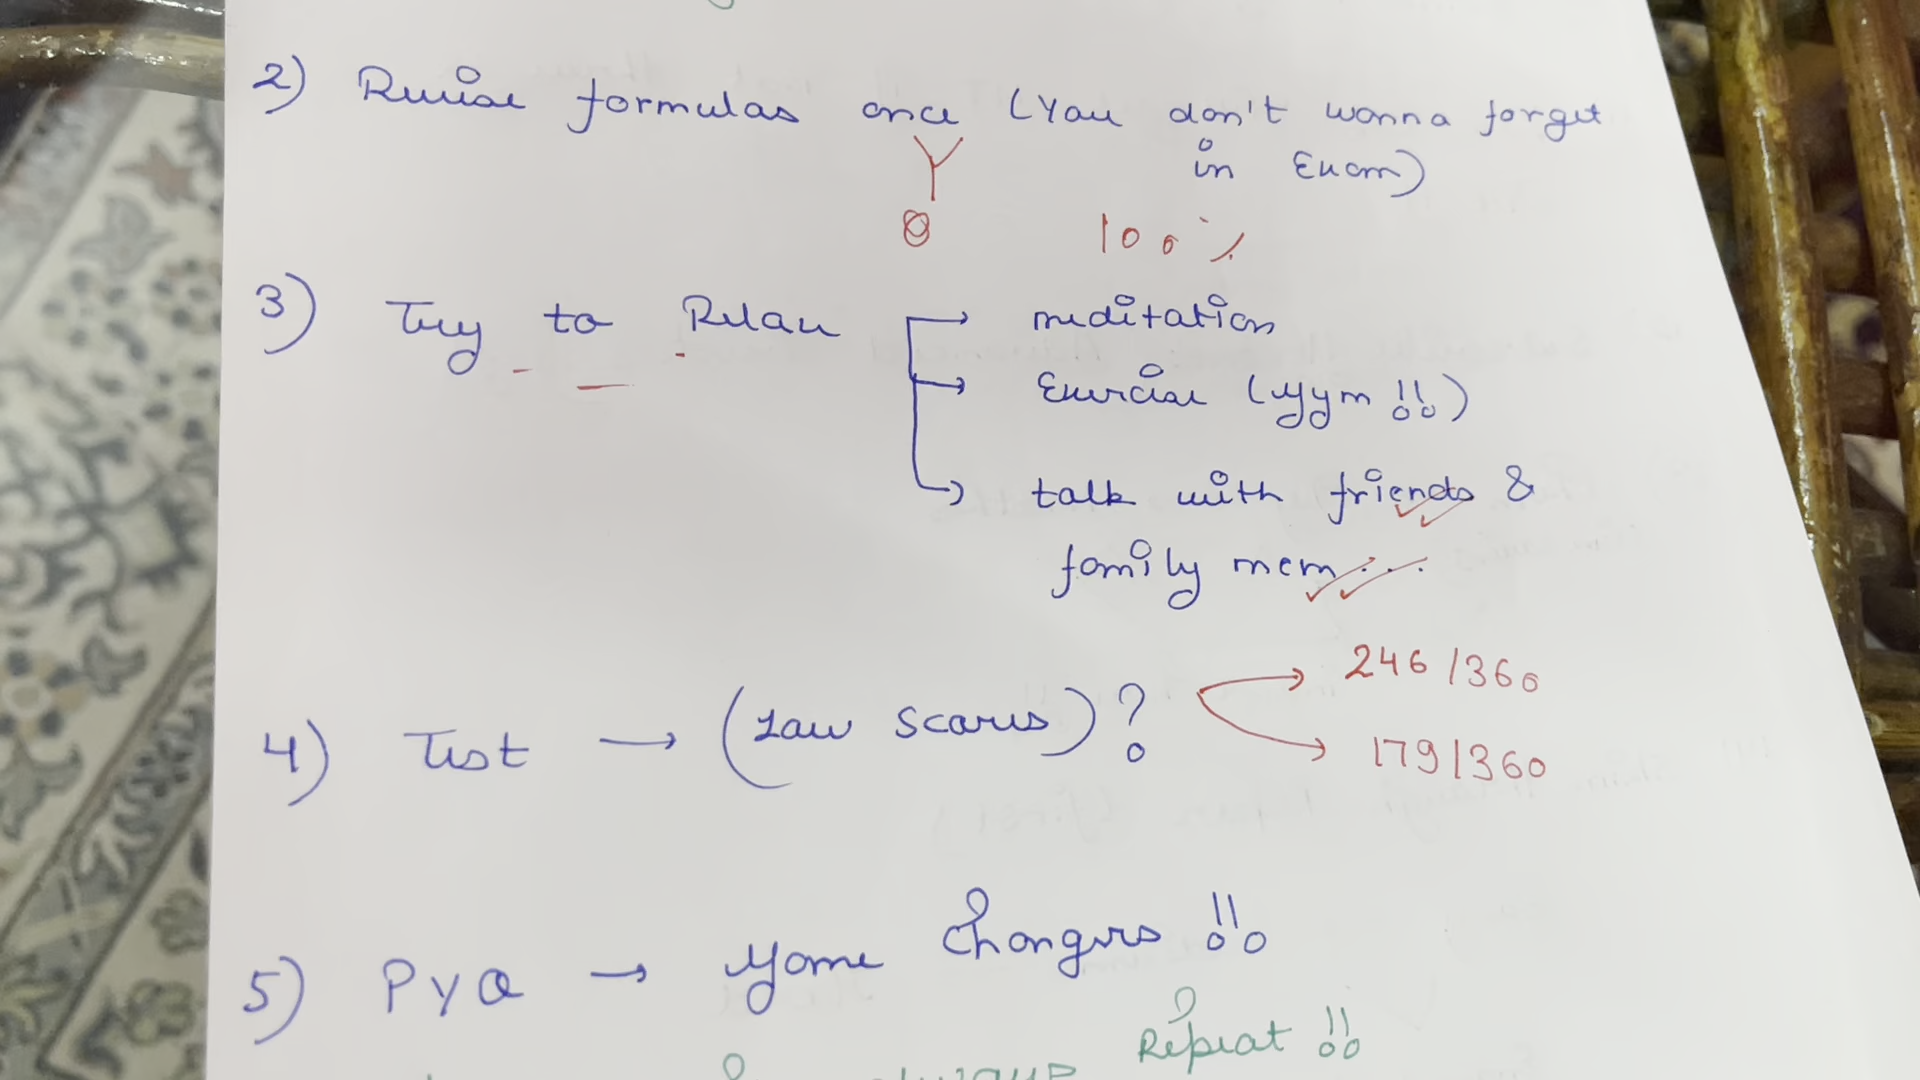 2) Revise formulas once (You don't wanna forget
in Exam)
100%
3) Try to Relax → meditation
→ Exercise (Gym !!)
→ talk with friends &
family mem...
4) Test → (Low Scores)? → 246/360
→ 179/360
5) PYQ → Game Changers !!
Repeat !!